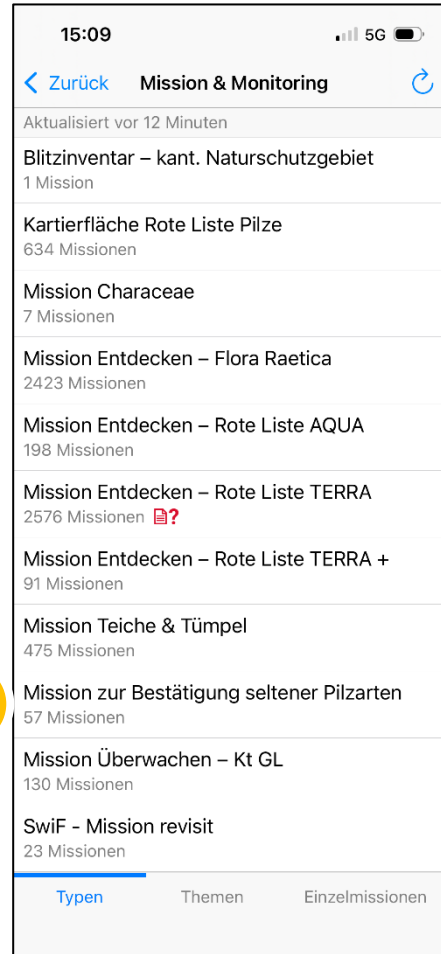 15:09
5G
Zurück Mission & Monitoring
Aktualisiert vor 12 Minuten
Blitzinventar – kant. Naturschutzgebiet
1 Mission
Kartierfläche Rote Liste Pilze
634 Missionen
Mission Characeae
7 Missionen
Mission Entdecken – Flora Raetica
2423 Missionen
Mission Entdecken – Rote Liste AQUA
198 Missionen
Mission Entdecken – Rote Liste TERRA
2576 Missionen ?
Mission Entdecken – Rote Liste TERRA +
91 Missionen
Mission Teiche & Tümpel
475 Missionen
Mission zur Bestätigung seltener Pilzarten
57 Missionen
Mission Überwachen – Kt GL
130 Missionen
SwiF - Mission revisit
23 Missionen
Typen Themen Einzelmissionen